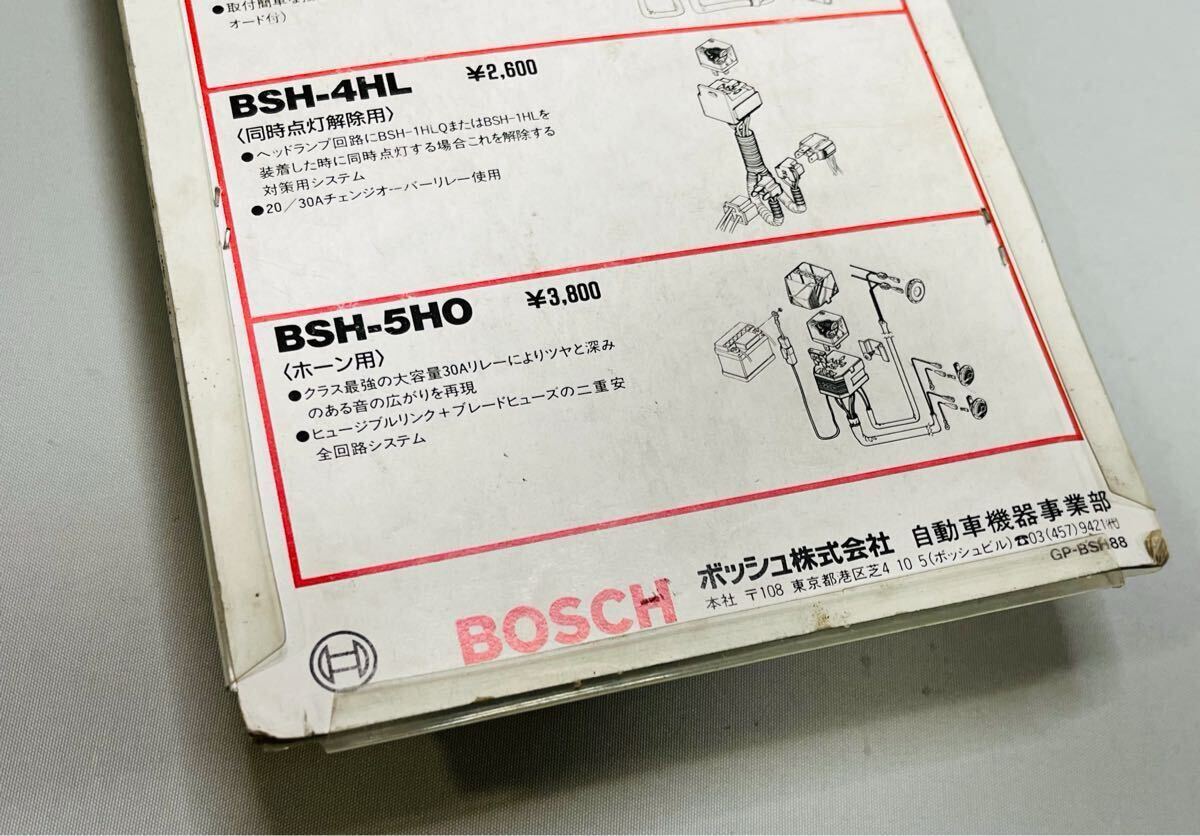 ●取付簡単な
オード付）
BSH-4HL ¥2,600
〈同時点灯解除用〉
●ヘッドランプ回路にBSH-1HLQまたはBSH-1HLを
装着した時に同時点灯する場合これを解除する
対策用システム
●20／30Aチェンジオーバーリレー使用
BSH-5HO ¥3,800
〈ホーン用〉
●クラス最強の大容量30Aリレーによりツヤと深み
のある音の広がりを再現
●ヒュージブルリンク＋ブレードヒューズの二重安
全回路システム
BOSCH
ボッシュ株式会社 自動車機器事業部
本社 〒108 東京都港区芝4 10 5(ボッシュビル)☎03(457)9421㈹
GP-BSH88